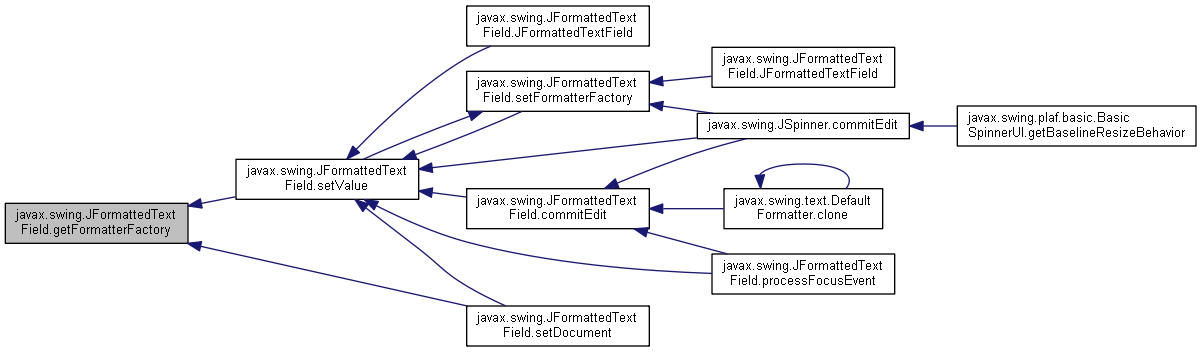 javax.swing.JFormattedText
Field.JFormattedTextField
javax.swing.JFormattedText
Field.JFormattedTextField
javax.swing.JFormattedText
Field.setFormatterFactory
javax.swing.JSpinner.commitEdit
javax.swing.plaf.basic.Basic
SpinnerUI.getBaselineResizeBehavior
javax.swing.JFormattedText
Field.setValue
javax.swing.JFormattedText
Field.commitEdit
javax.swing.text.Default
Formatter.clone
javax.swing.JFormattedText
Field.getFormatterFactory
javax.swing.JFormattedText
Field.processFocusEvent
javax.swing.JFormattedText
Field.setDocument